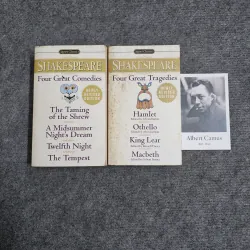 SHAKESPEARE
Four Great Comedies
The Taming
of the Shrew
A Midsummer
Night's Dream
Twelfth Night
The Tempest
SHAKESPEARE
Four Great Tragedies
Hamlet
Othello
King Lear
Macbeth
Albert Camus